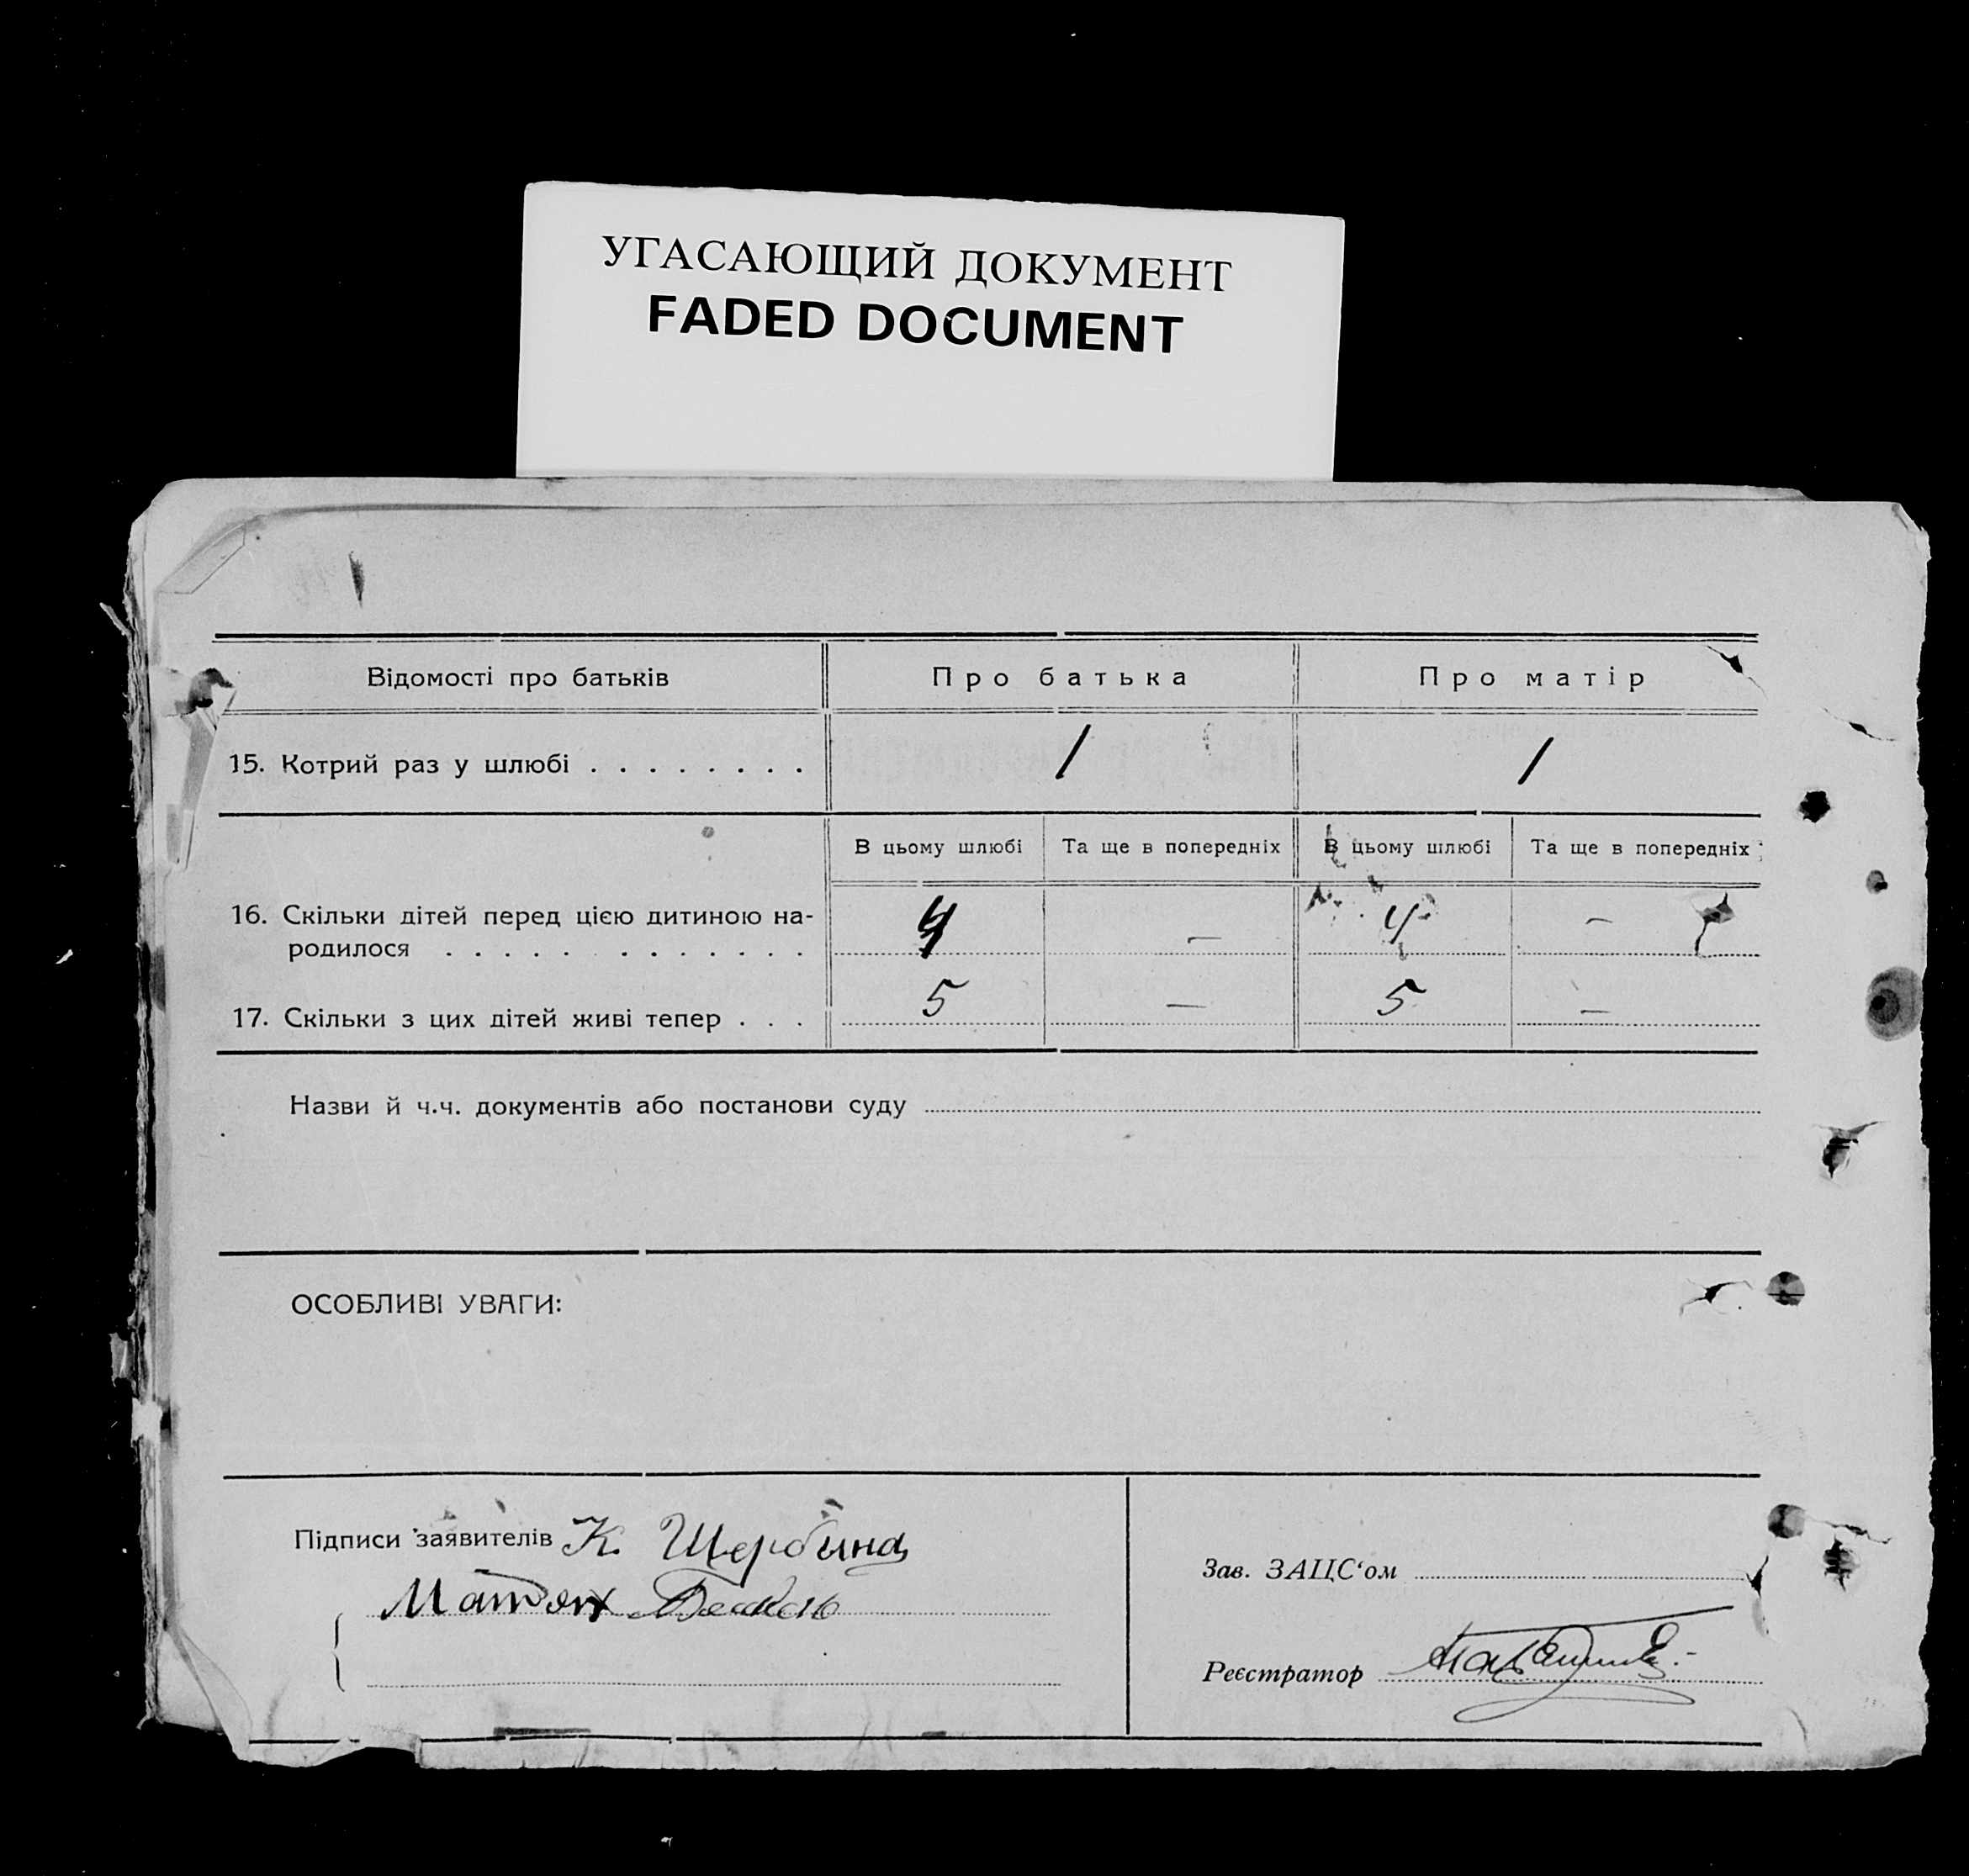 УГАСАЮЩИЙ ДОКУМЕНТ
FADED DOCUMENT
Відомості про батьків Про батька Про матір
15. Котрий раз у шлюбі . . . . . . . . 1 1
В цьому шлюбі Та ще в попередніх В цьому шлюбі Та ще в попередніх
16. Скільки дітей перед цією дитиною на-
родилося . . . . . . . . . . . . 4 — 4 —
17. Скільки з цих дітей живі тепер . . . 5 — 5 —
Назви й ч.ч. документів або постанови суду
ОСОБЛИВІ УВАГИ:
Підписи заявителів К. Щербина
Зав. ЗАЦС‘ом
Реєстратор